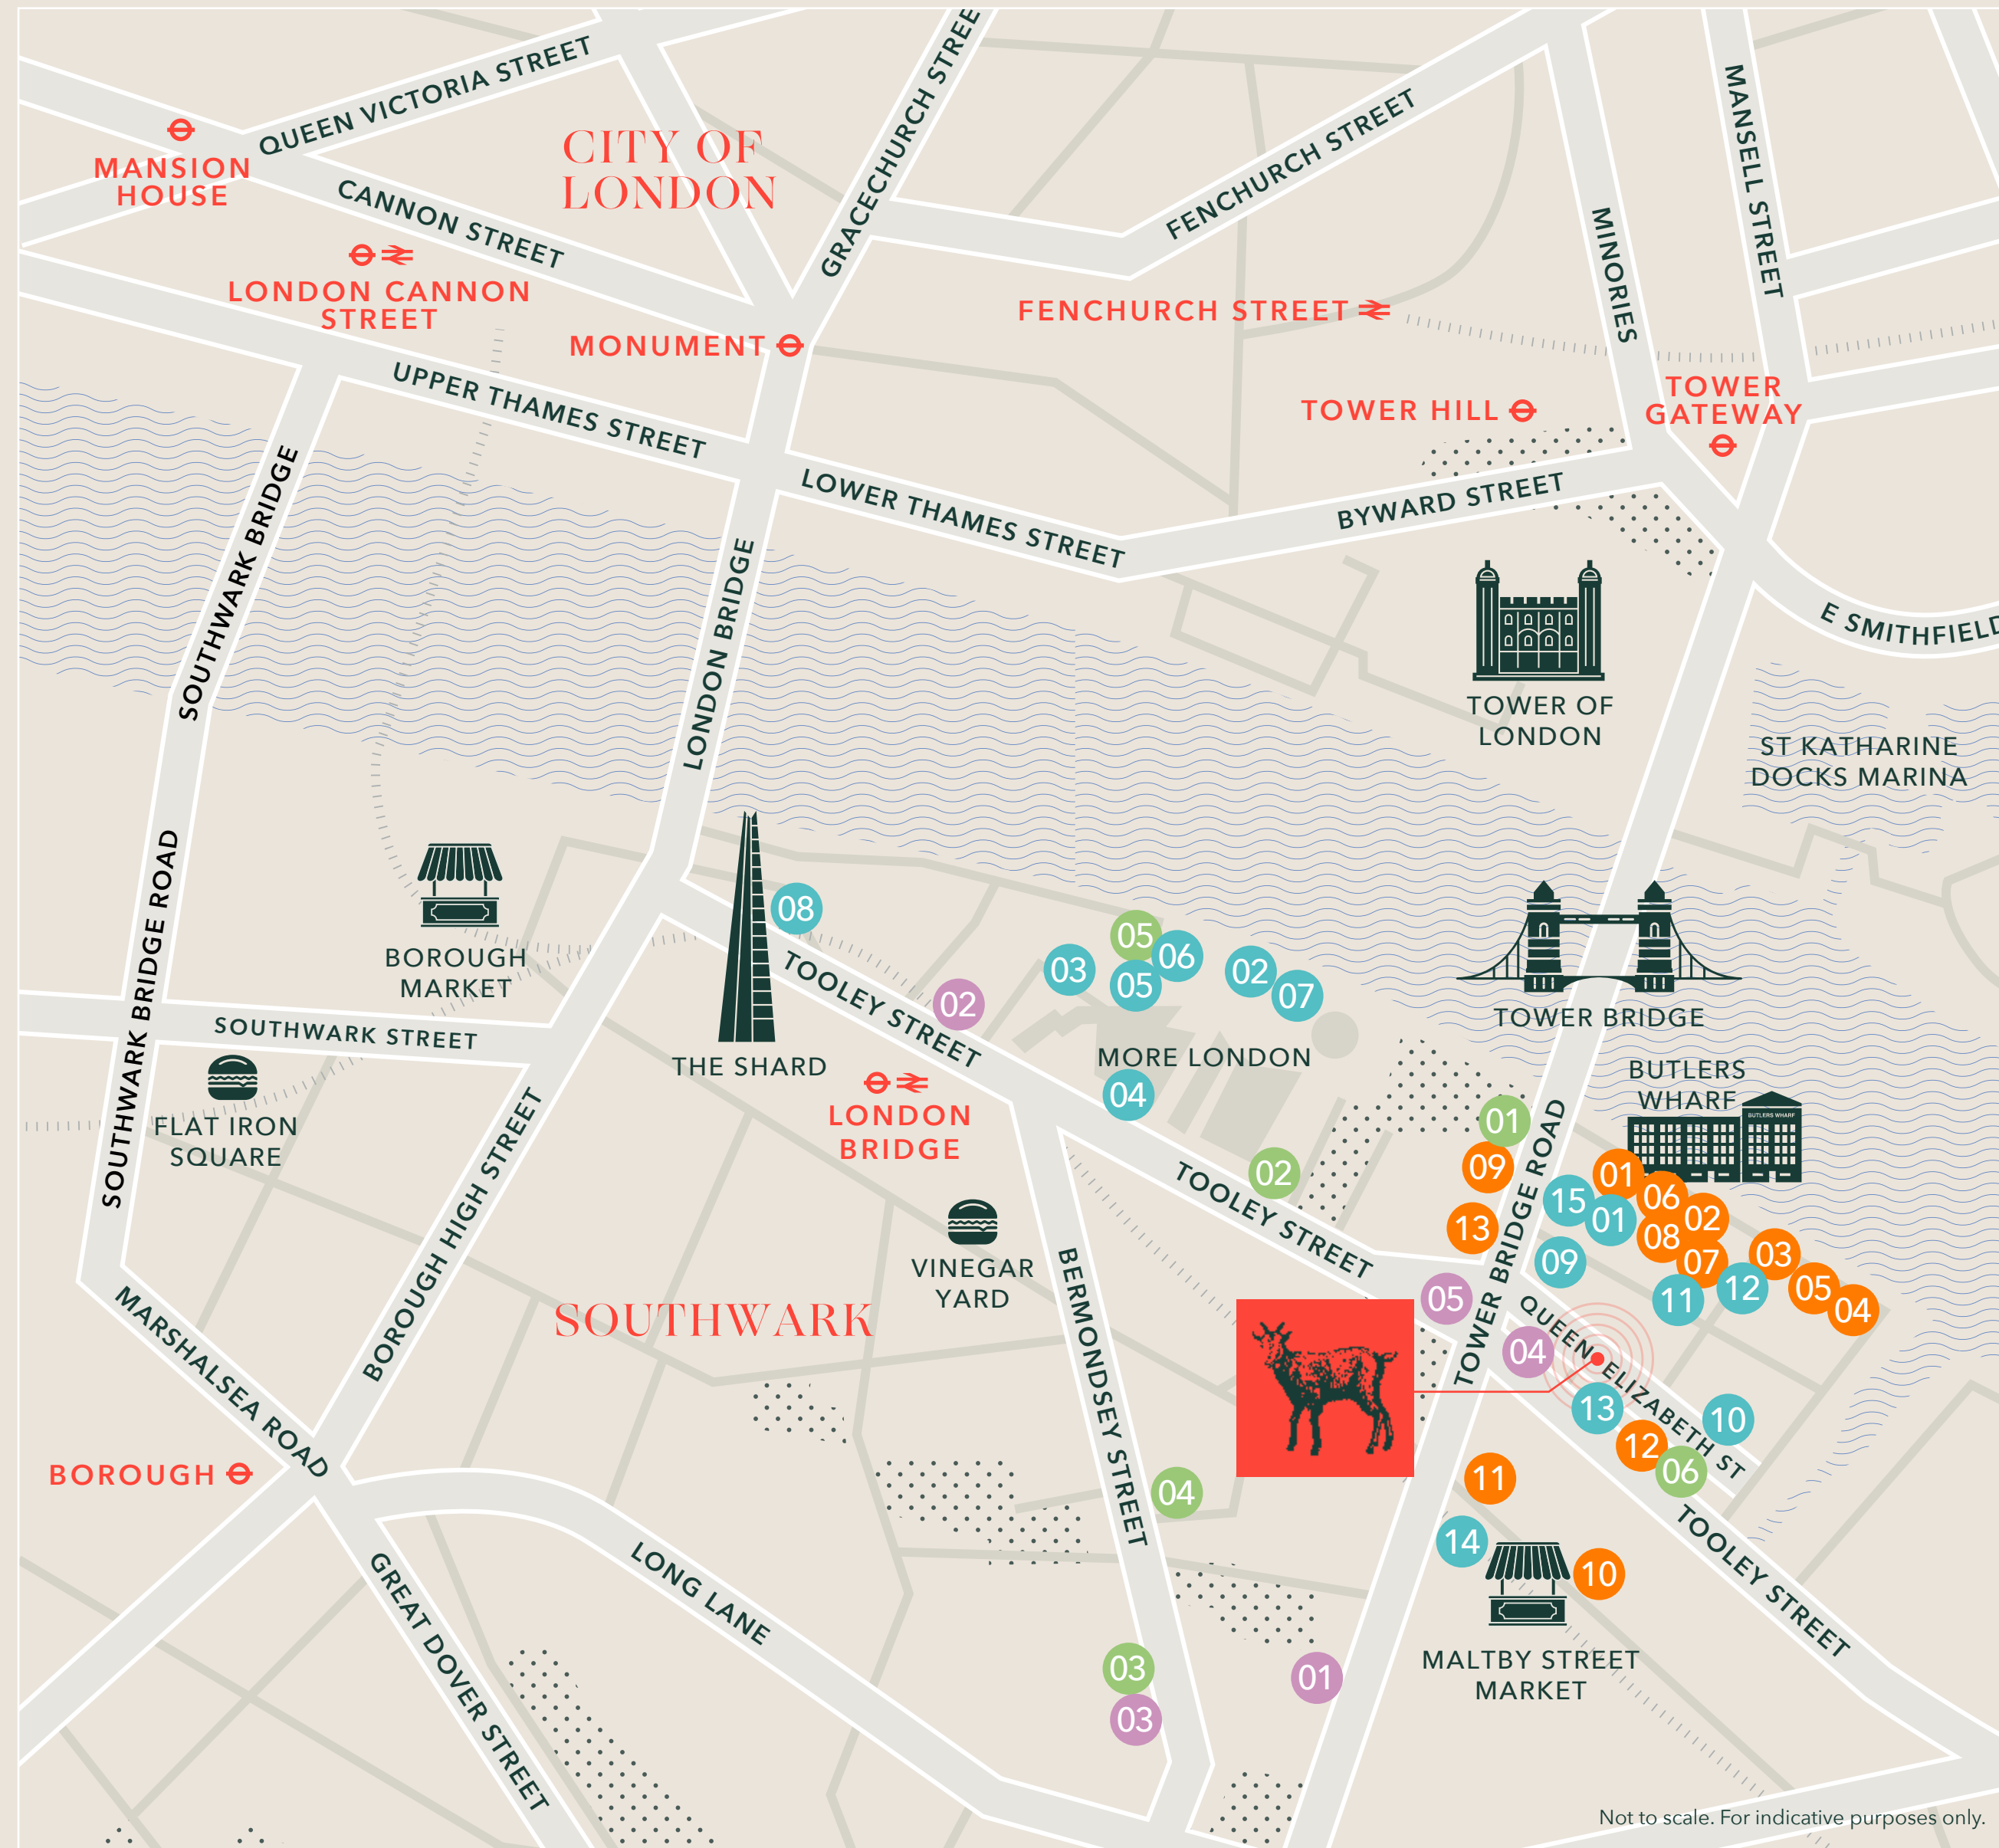 QUEEN VICTORIA STREET
MANSION
HOUSE
CITY OF
LONDON
GRACECHURCH STREE
FENCHURCH STREET
MINORIES
MANSELL STREET
CANNON STREET
LONDON CANNON
STREET
MONUMENT
FENCHURCH STREET
TOWER HILL
TOWER
GATEWAY
UPPER THAMES STREET
LOWER THAMES STREET
BYWARD STREET
SOUTHWARK BRIDGE
LONDON BRIDGE
E SMITHFIELD
TOWER OF
LONDON
ST KATHARINE
DOCKS MARINA
SOUTHWARK BRIDGE ROAD
BOROUGH
MARKET
08
TOOLEY STREET
02
03
05
06
05
02
07
TOWER BRIDGE
SOUTHWARK STREET
THE SHARD
MORE LONDON
04
LONDON
BRIDGE
FLAT IRON
SQUARE
BUTLERS
WHARF
BUTLERS WHARF
01
09
13
02
TOOLEY STREET
TOWER BRIDGE ROAD
01
15
01
06
02
08
09
07
03
11
12
05
04
BOROUGH HIGH STREET
VINEGAR
YARD
SOUTHWARK
BERMONDSEY STREET
05
04
QUEEN ELIZABETH ST
13
10
12
06
MARSHALSEA ROAD
BOROUGH
11
04
14
10
TOOLEY STREET
LONG LANE
GREAT DOVER STREET
MALTBY STREET
MARKET
03
03
01
Not to scale. For indicative purposes only.